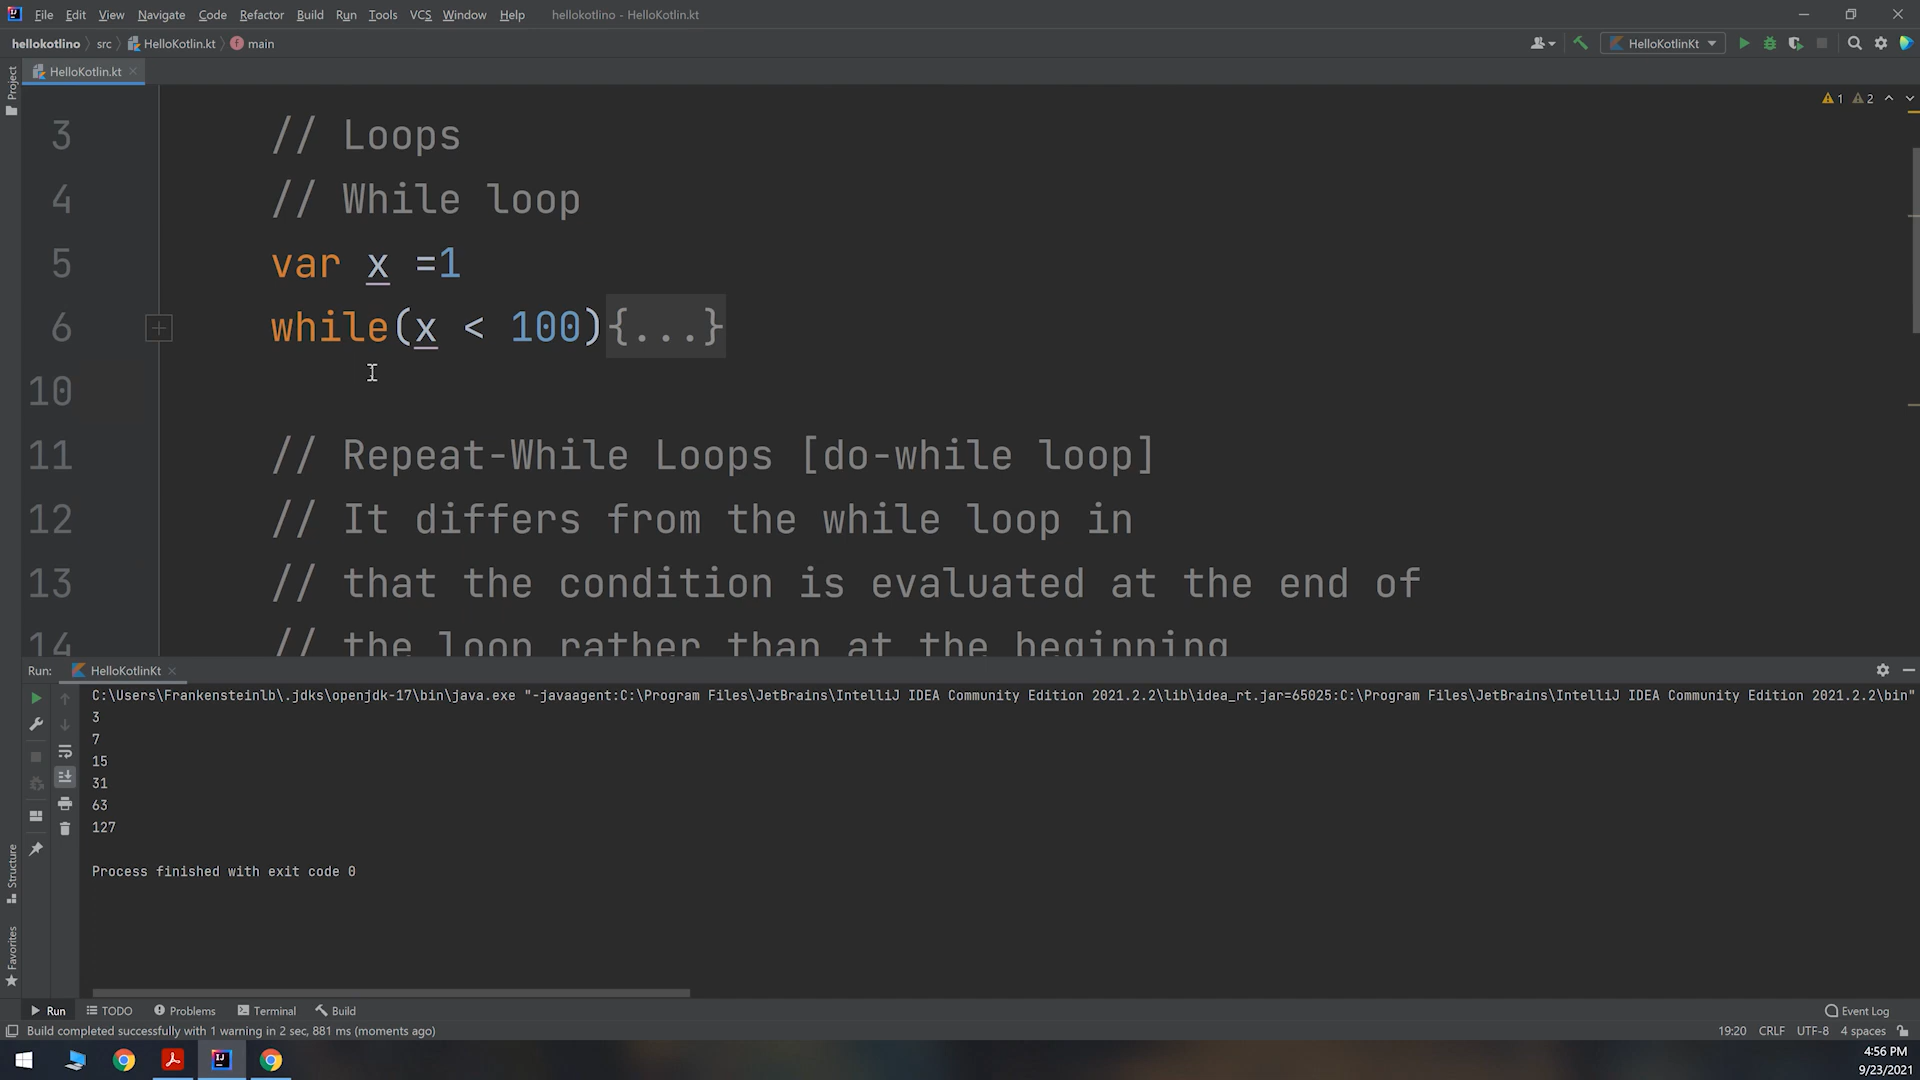 File Edit View Navigate Code Refactor Build Run Tools VCS Window Help hellokotlino - HelloKotlin.kt
hellokotlino src HelloKotlin.kt main HelloKotlinKt
Project
HelloKotlin.kt
1 2
3 // Loops
4 // While loop
5 var x =1
6 while(x < 100){...}
10
11 // Repeat-While Loops [do-while loop]
12 // It differs from the while loop in
13 // that the condition is evaluated at the end of
14 // the loop rather than at the beginning
Run: HelloKotlinKt
C:\Users\Frankensteinlb\.jdks\openjdk-17\bin\java.exe "-javaagent:C:\Program Files\JetBrains\IntelliJ IDEA Community Edition 2021.2.2\lib\idea_rt.jar=65025:C:\Program Files\JetBrains\IntelliJ IDEA Community Edition 2021.2.2\bin"
3
7
15
31
63
127
Process finished with exit code 0
Structure
Favorites
Run TODO Problems Terminal Build Event Log
Build completed successfully with 1 warning in 2 sec, 881 ms (moments ago) 19:20 CRLF UTF-8 4 spaces
4:56 PM
9/23/2021